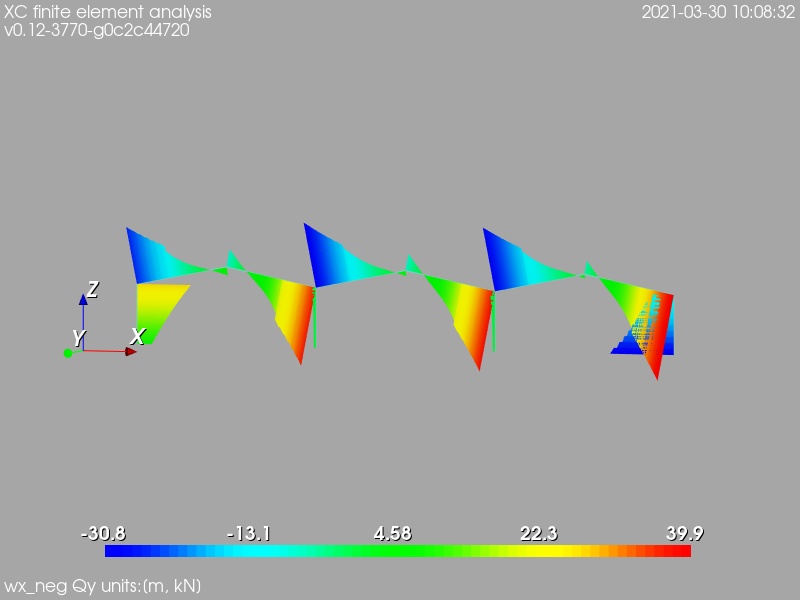 XC finite element analysis
2021-03-30 10:08:32
v0.12-3770-g0c2c44720
Z
Y
X
-30.8 -13.1 4.58 22.3 39.9
wx_neg Qy units:[m, kN]